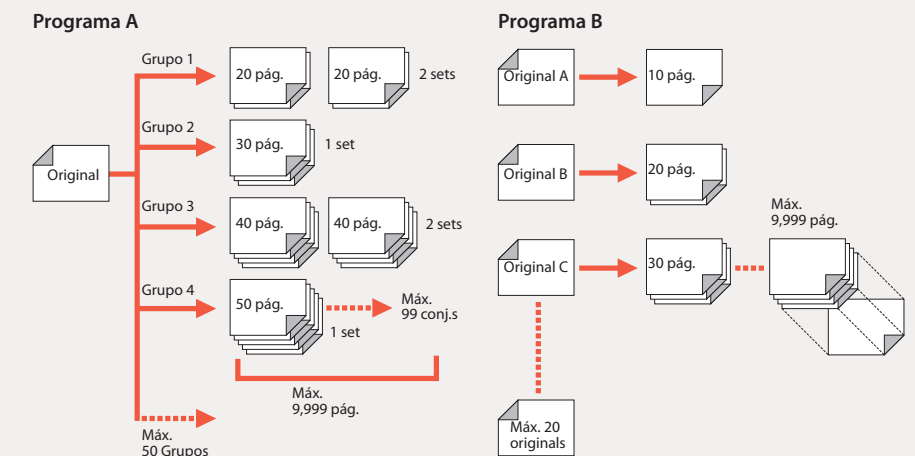 Programa A
Grupo 1
20 pág.
20 pág.
2 sets
Grupo 2
30 pág.
1 set
Original
Grupo 3
40 pág.
40 pág.
2 sets
Grupo 4
50 pág.
1 set
Máx.
99 conj.s
Máx.
9,999 pág.
Máx.
50 Grupos
Programa B
Original A
10 pág.
Original B
20 pág.
Máx.
9,999 pág.
Original C
30 pág.
Máx. 20
originals